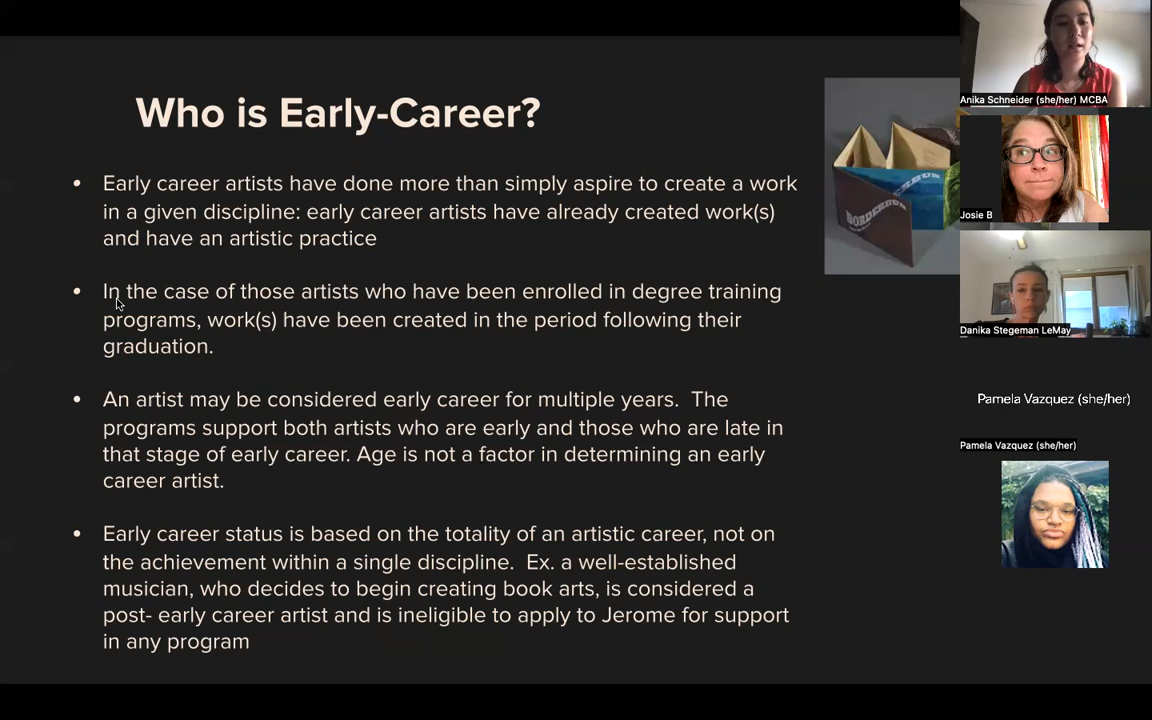 Who is Early-Career?
• Early career artists have done more than simply aspire to create a work
in a given discipline: early career artists have already created work(s)
and have an artistic practice
• In the case of those artists who have been enrolled in degree training
programs, work(s) have been created in the period following their
graduation.
• An artist may be considered early career for multiple years.  The
programs support both artists who are early and those who are late in
that stage of early career. Age is not a factor in determining an early
career artist.
• Early career status is based on the totality of an artistic career, not on
the achievement within a single discipline.  Ex. a well-established
musician, who decides to begin creating book arts, is considered a
post- early career artist and is ineligible to apply to Jerome for support
in any program
Anika Schneider (she/her) MCBA
Josie B
Danika Stegeman LeMay
Pamela Vazquez (she/her)
Pamela Vazquez (she/her)